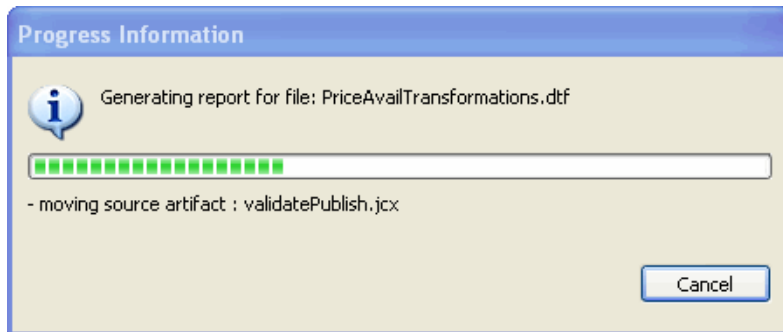 Progress Information
Generating report for file: PriceAvailTransformations.dtf
- moving source artifact : validatePublish.jcx
Cancel